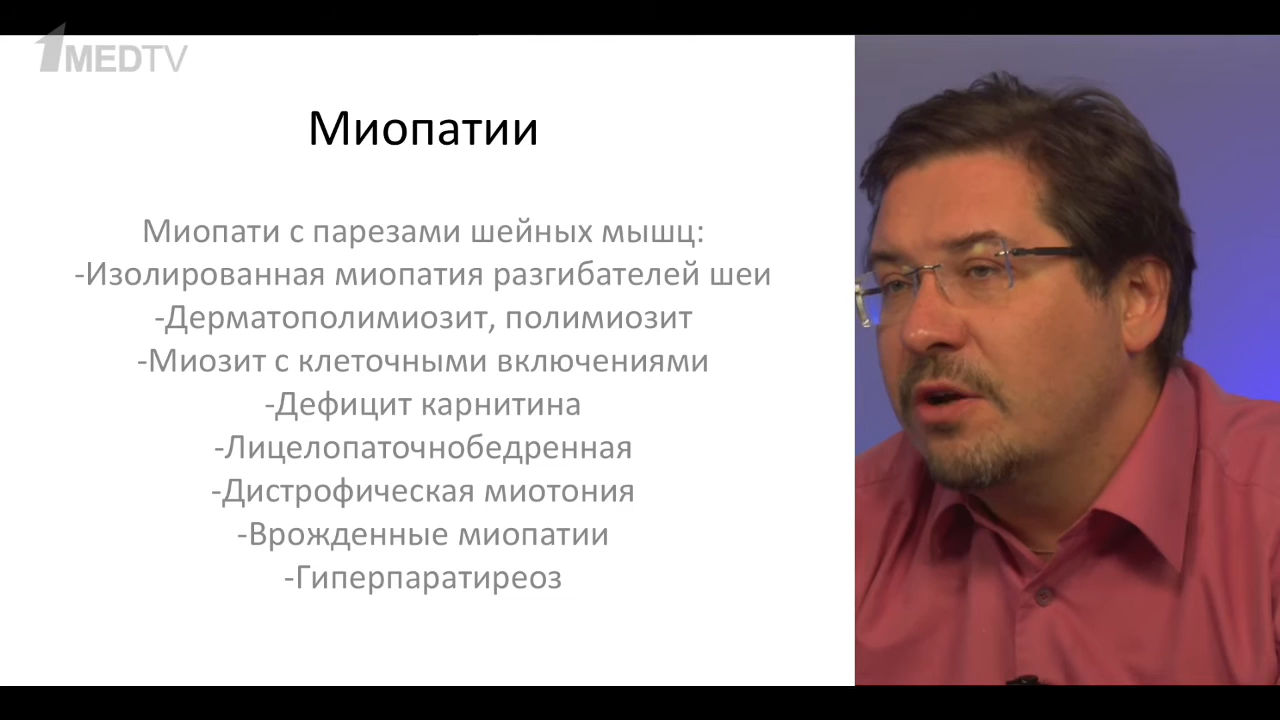 1MEDTV
Миопатии
Миопати с парезами шейных мышц:
-Изолированная миопатия разгибателей шеи
-Дерматополимиозит, полимиозит
-Миозит с клеточными включениями
-Дефицит карнитина
-Лицелопаточнобедренная
-Дистрофическая миотония
-Врожденные миопатии
-Гиперпаратиреоз